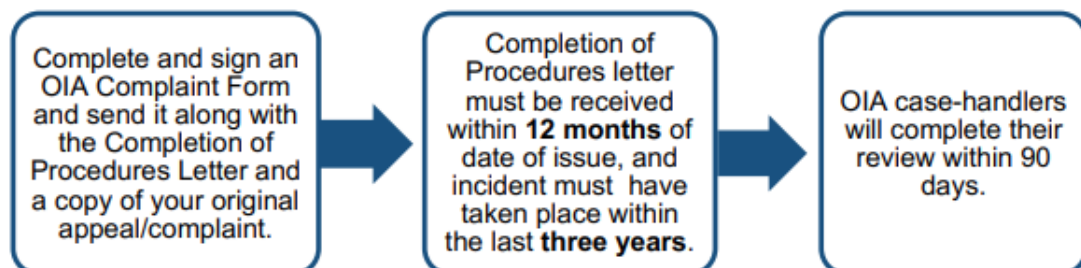 Complete and sign an
OIA Complaint Form
and send it along with
the Completion of
Procedures Letter and
a copy of your original
appeal/complaint.
Completion of
Procedures letter
must be received
within 12 months of
date of issue, and
incident must have
taken place within
the last three years.
OIA case-handlers
will complete their
review within 90
days.